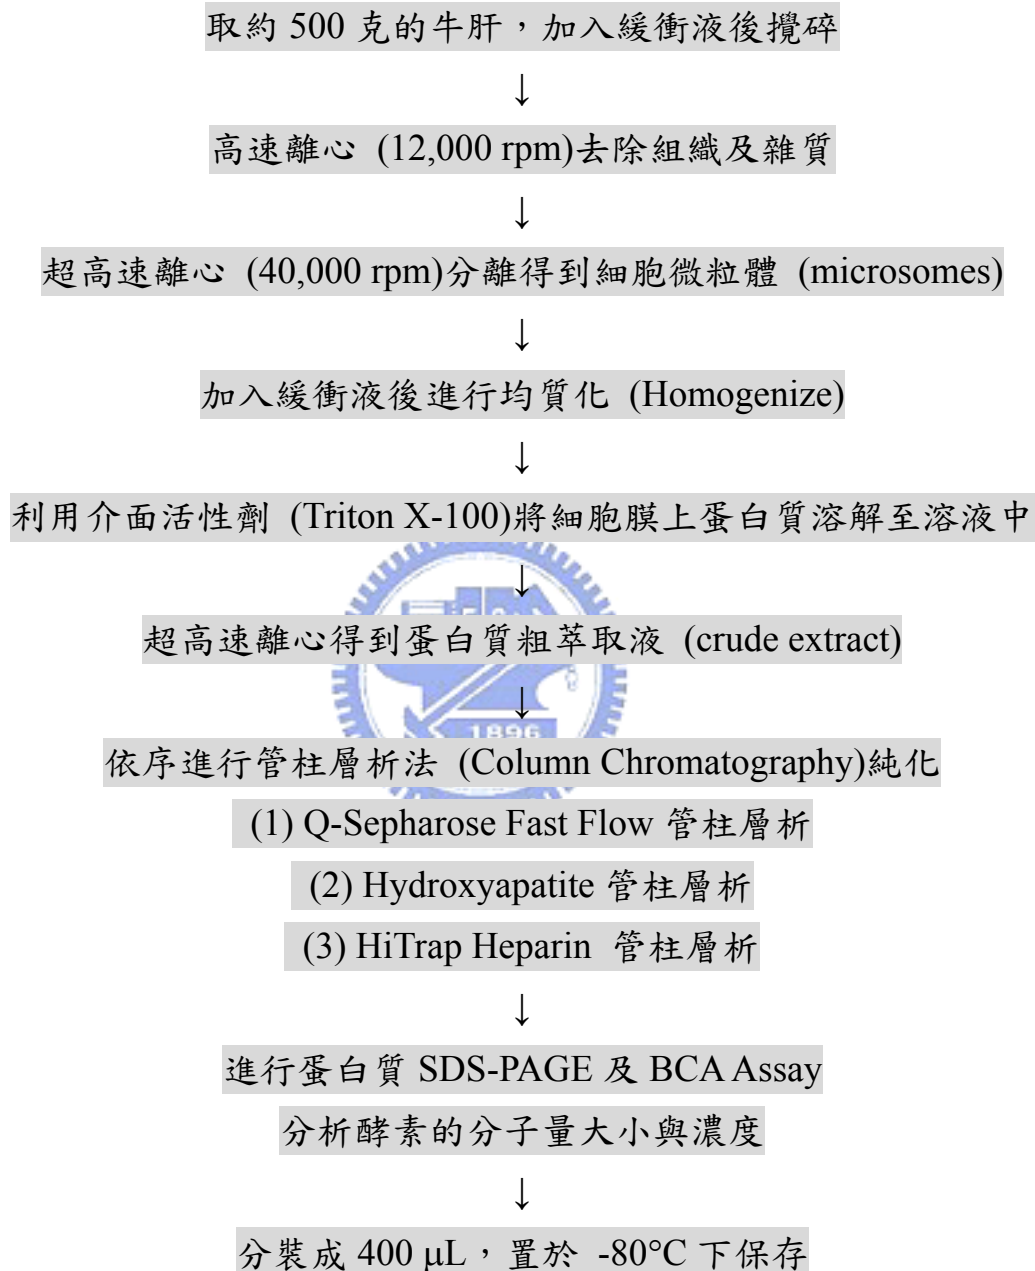 取約 500 克的牛肝，加入緩衝液後攪碎
↓
高速離心 (12,000 rpm)去除組織及雜質
↓
超高速離心 (40,000 rpm)分離得到細胞微粒體 (microsomes)
↓
加入緩衝液後進行均質化 (Homogenize)
↓
利用介面活性劑 (Triton X-100)將細胞膜上蛋白質溶解至溶液中
↓
超高速離心得到蛋白質粗萃取液 (crude extract)
↓
1896
依序進行管柱層析法 (Column Chromatography)純化
(1) Q-Sepharose Fast Flow 管柱層析
(2) Hydroxyapatite 管柱層析
(3) HiTrap Heparin 管柱層析
↓
進行蛋白質 SDS-PAGE 及 BCA Assay
分析酵素的分子量大小與濃度
↓
分裝成 400 μL，置於 -80°C 下保存